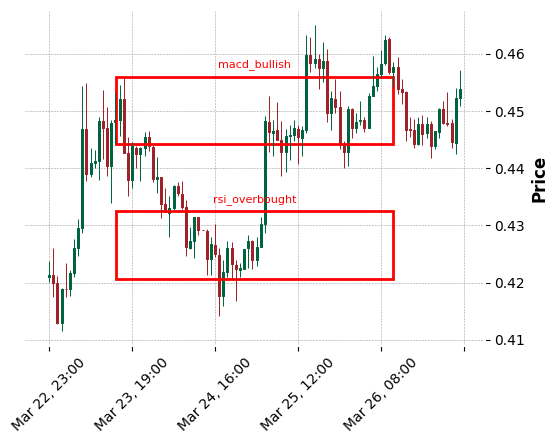 macd_bullish
rsi_overbought
0.46
0.45
0.44
0.43
0.42
0.41
Price
Mar 22, 23:00
Mar 23, 19:00
Mar 24, 16:00
Mar 25, 12:00
Mar 26, 08:00